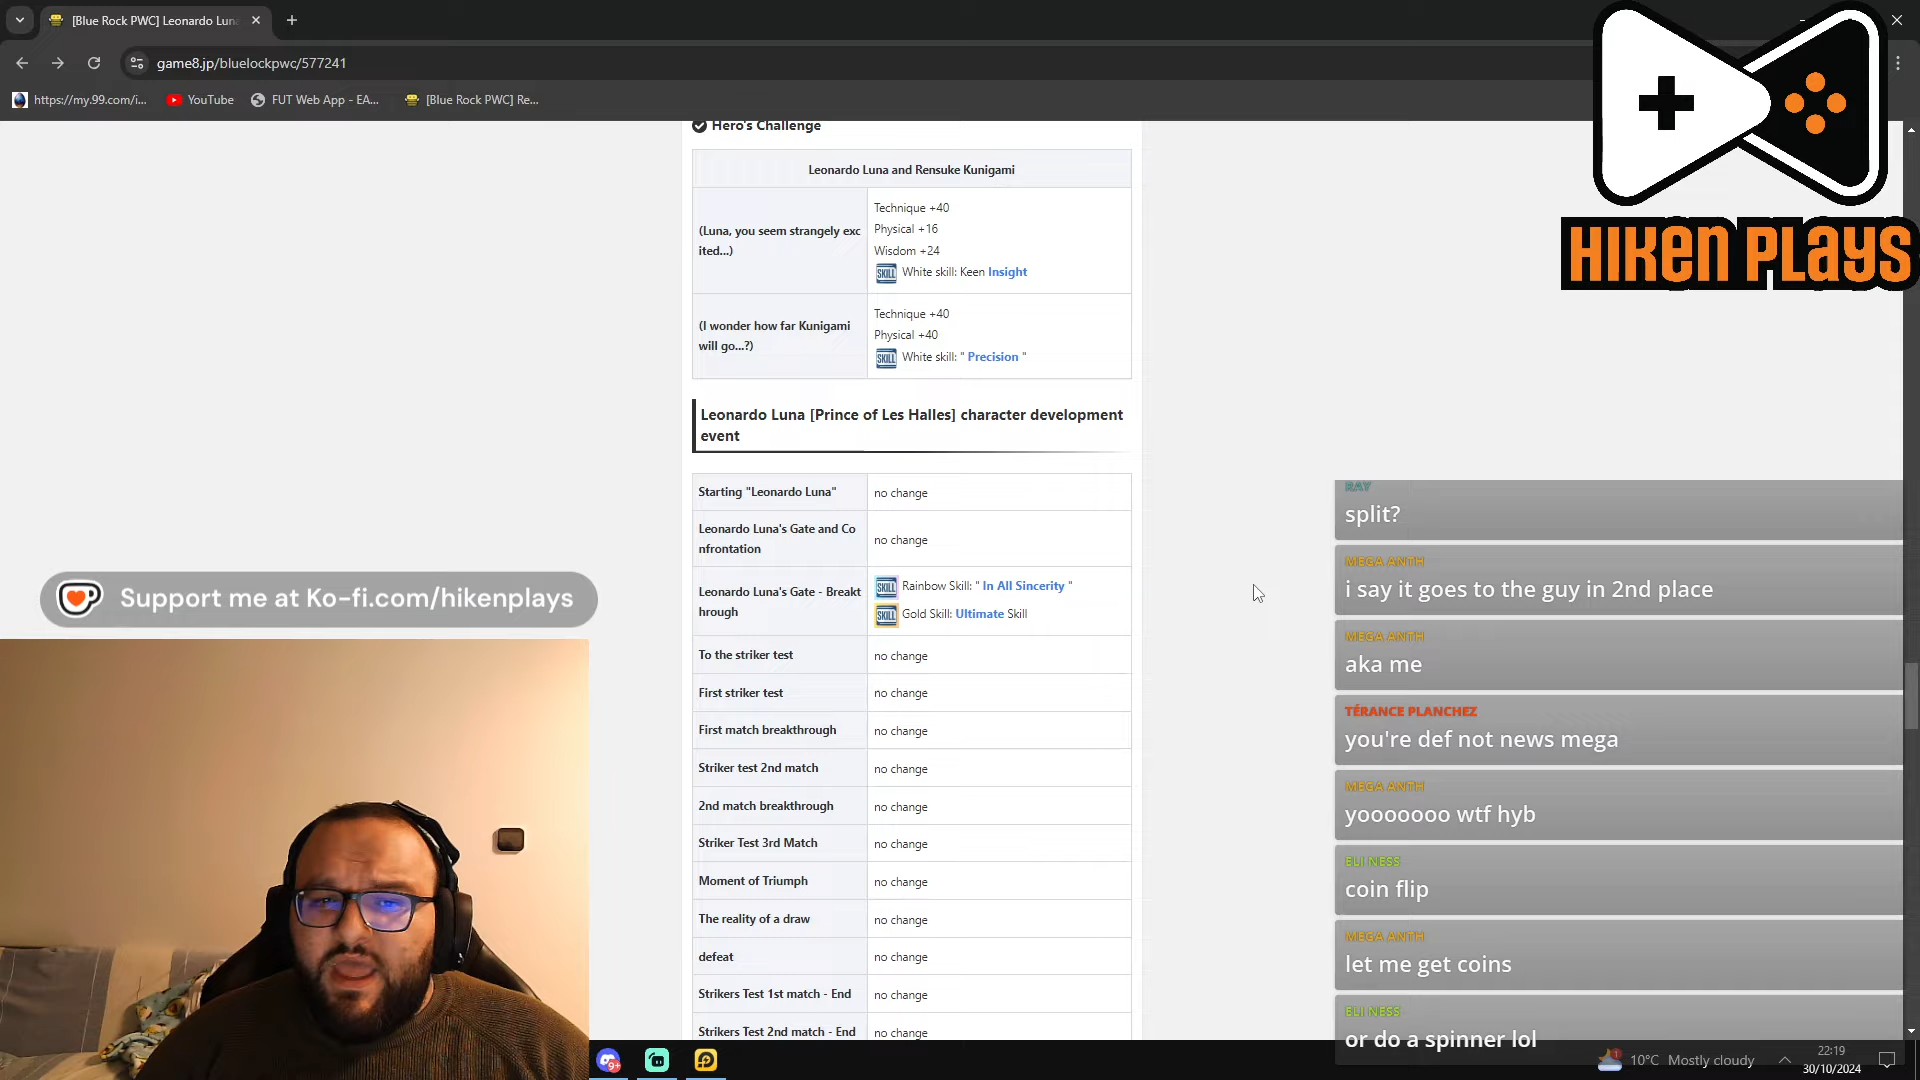 [Blue Rock PWC] Leonardo Luna
game8.jp/bluelockpwc/577241
https://my.99.com/i...
YouTube
FUT Web App - EA...
[Blue Rock PWC] Re...
HIKEN PLAYS
Hero's Challenge
Leonardo Luna and Rensuke Kunigami
(Luna, you seem strangely exc
ited...)
Technique +40
Physical +16
Wisdom +24
SKILL White skill: Keen Insight
(I wonder how far Kunigami
will go...?)
Technique +40
Physical +40
SKILL White skill: " Precision "
Leonardo Luna [Prince of Les Halles] character development
event
Starting "Leonardo Luna"
no change
Leonardo Luna's Gate and Co
nfrontation
no change
Leonardo Luna's Gate - Breakt
hrough
SKILL Rainbow Skill: " In All Sincerity "
SKILL Gold Skill: Ultimate Skill
To the striker test
no change
First striker test
no change
First match breakthrough
no change
Striker test 2nd match
no change
2nd match breakthrough
no change
Striker Test 3rd Match
no change
Moment of Triumph
no change
The reality of a draw
no change
defeat
no change
Strikers Test 1st match - End
no change
Strikers Test 2nd match - End
no change
Support me at Ko-fi.com/hikenplays
RAY
split?
MEGA ANTH
i say it goes to the guy in 2nd place
MEGA ANTH
aka me
TÉRANCE PLANCHEZ
you're def not news mega
MEGA ANTH
yooooooo wtf hyb
ELI NESS
coin flip
MEGA ANTH
let me get coins
ELI NESS
or do a spinner lol
9+
1
10°C Mostly cloudy
22:19
30/10/2024